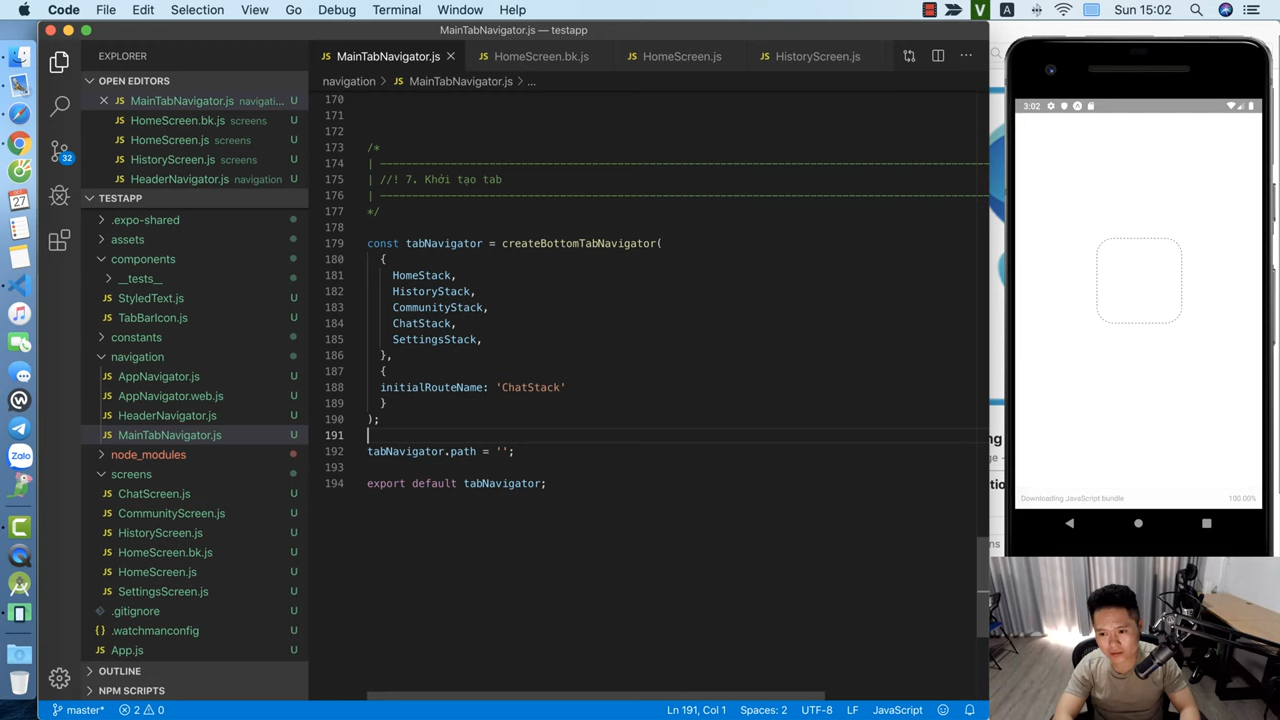 Code File Edit Selection View Go Debug Terminal Window Help
V A Sun 15:02
MainTabNavigator.js — testapp
EXPLORER
JS MainTabNavigator.js JS HomeScreen.bk.js JS HomeScreen.js JS HistoryScreen.js
navigation > JS MainTabNavigator.js > ...
OPEN EDITORS
JS MainTabNavigator.js navigati... U
JS HomeScreen.bk.js screens U
JS HomeScreen.js screens U
JS HistoryScreen.js screens U
JS HeaderNavigator.js navigation U
TESTAPP
.expo-shared
assets
components
__tests__
JS StyledText.js U
JS TabBarIcon.js U
constants
navigation
JS AppNavigator.js U
JS AppNavigator.web.js U
JS HeaderNavigator.js U
JS MainTabNavigator.js U
node_modules
screens
JS ChatScreen.js U
JS CommunityScreen.js U
JS HistoryScreen.js U
JS HomeScreen.bk.js U
JS HomeScreen.js U
JS SettingsScreen.js U
.gitignore U
{} .watchmanconfig U
JS App.js U
OUTLINE
NPM SCRIPTS
32
170
171
172
173 /*
174 | --------------------
175 | //! 7. Khởi tạo tab
176 | --------------------
177 */
178
179 const tabNavigator = createBottomTabNavigator(
180 {
181 HomeStack,
182 HistoryStack,
183 CommunityStack,
184 ChatStack,
185 SettingsStack,
186 },
187 {
188 initialRouteName: 'ChatStack'
189 }
190 );
191
192 tabNavigator.path = '';
193
194 export default tabNavigator;
3:02
Downloading JavaScript bundle 100.00%
Zalo
27
master* 2 0 Ln 191, Col 1 Spaces: 2 UTF-8 LF JavaScript